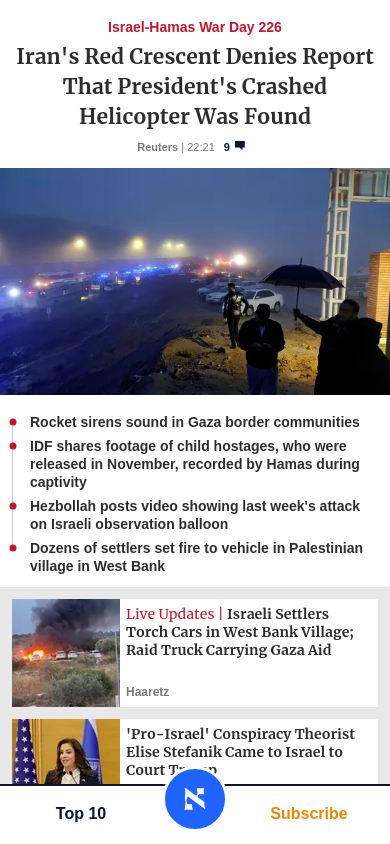 Israel-Hamas War Day 226
Iran's Red Crescent Denies Report
That President's Crashed
Helicopter Was Found
Reuters | 22:21 9
Rocket sirens sound in Gaza border communities
IDF shares footage of child hostages, who were
released in November, recorded by Hamas during
captivity
Hezbollah posts video showing last week's attack
on Israeli observation balloon
Dozens of settlers set fire to vehicle in Palestinian
village in West Bank
Live Updates | Israeli Settlers
Torch Cars in West Bank Village;
Raid Truck Carrying Gaza Aid
Haaretz
'Pro-Israel' Conspiracy Theorist
Elise Stefanik Came to Israel to
Court
Top 10
Subscribe